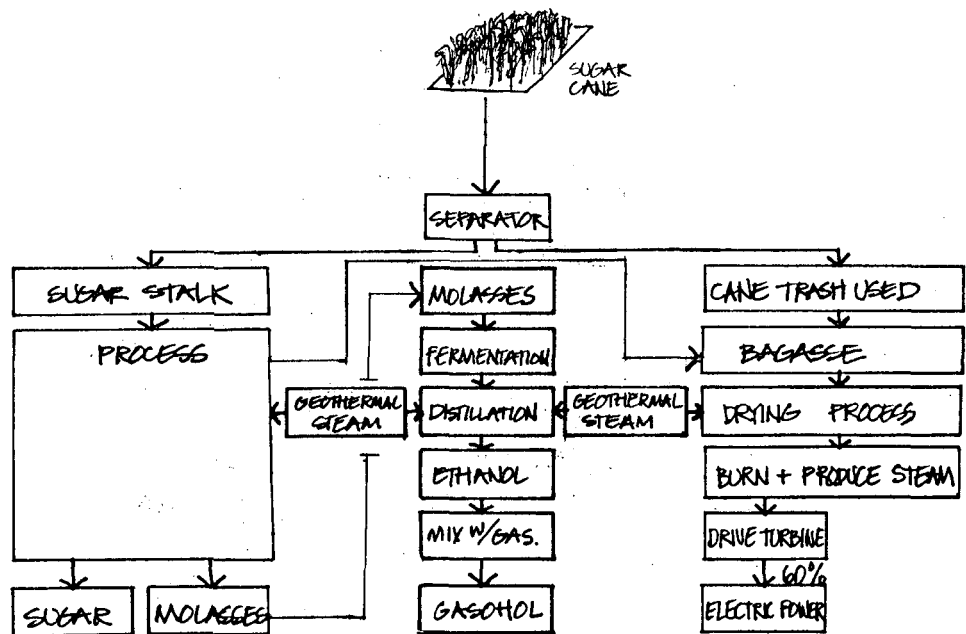 SUGAR
CANE
SEPARATOR
SUGAR STALK
MOLASSES
CANE TRASH USED
PROCESS
FERMENTATION
BAGASSE
GEOTHERMAL
STEAM
DISTILLATION
GEOTHERMAL
STEAM
DRYING PROCESS
ETHANOL
BURN + PRODUCE STEAM
MIX W/GAS.
DRIVE TURBINE
60%
SUGAR
MOLASSES
GASOHOL
ELECTRIC POWER